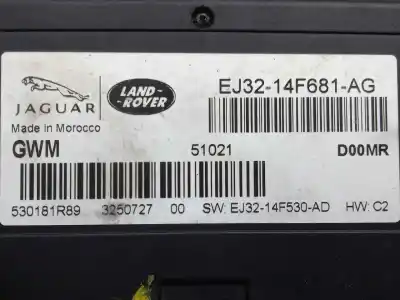 JAGUAR
LAND-
ROVER
EJ32-14F681-AG
Made in Morocco
GWM 51021 D00MR
530181R89 3250727 00 SW: EJ32-14F530-AD HW: C2